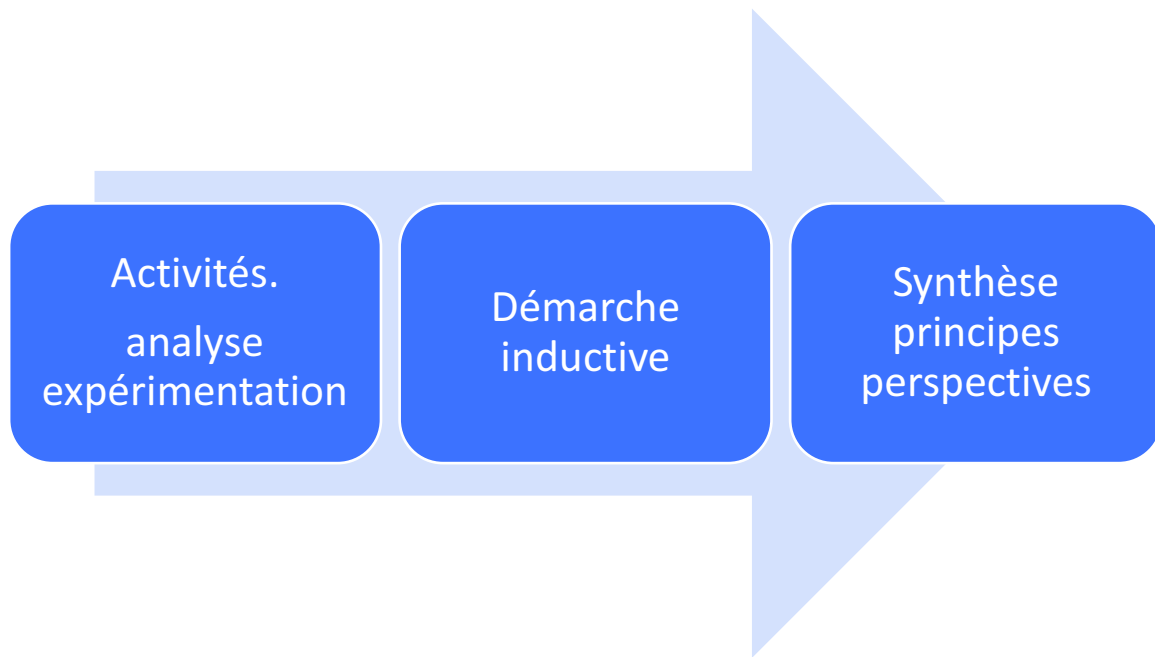 Activités.
analyse
expérimentation
Démarche
inductive
Synthèse
principes
perspectives